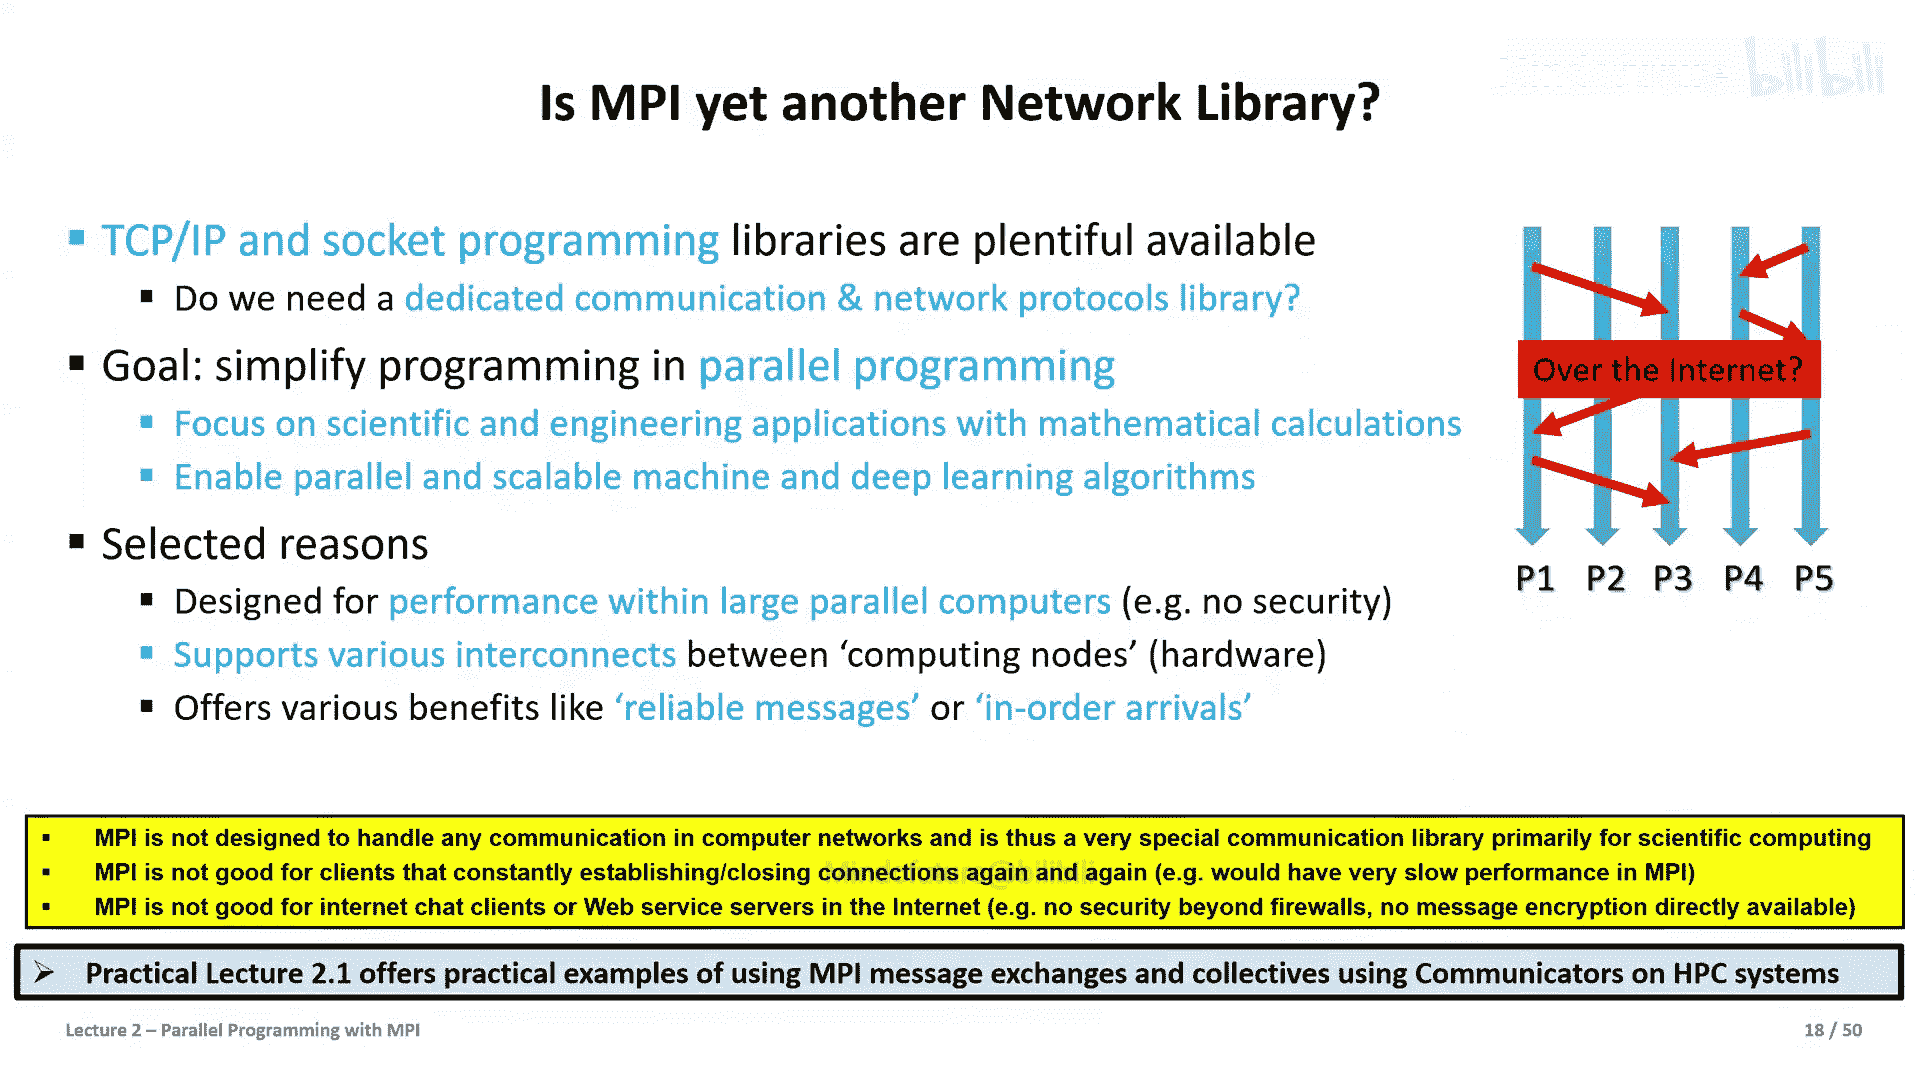 bilibili
Is MPI yet another Network Library?
▪ TCP/IP and socket programming libraries are plentiful available
▪ Do we need a dedicated communication & network protocols library?
▪ Goal: simplify programming in parallel programming
▪ Focus on scientific and engineering applications with mathematical calculations
▪ Enable parallel and scalable machine and deep learning algorithms
▪ Selected reasons
▪ Designed for performance within large parallel computers (e.g. no security)
▪ Supports various interconnects between ‘computing nodes’ (hardware)
▪ Offers various benefits like ‘reliable messages’ or ‘in-order arrivals’
Over the Internet?
P1 P2 P3 P4 P5
▪ MPI is not designed to handle any communication in computer networks and is thus a very special communication library primarily for scientific computing
▪ MPI is not good for clients that constantly establishing/closing connections again and again (e.g. would have very slow performance in MPI)
▪ MPI is not good for internet chat clients or Web service servers in the Internet (e.g. no security beyond firewalls, no message encryption directly available)
➢ Practical Lecture 2.1 offers practical examples of using MPI message exchanges and collectives using Communicators on HPC systems
Lecture 2 – Parallel Programming with MPI
18 / 50